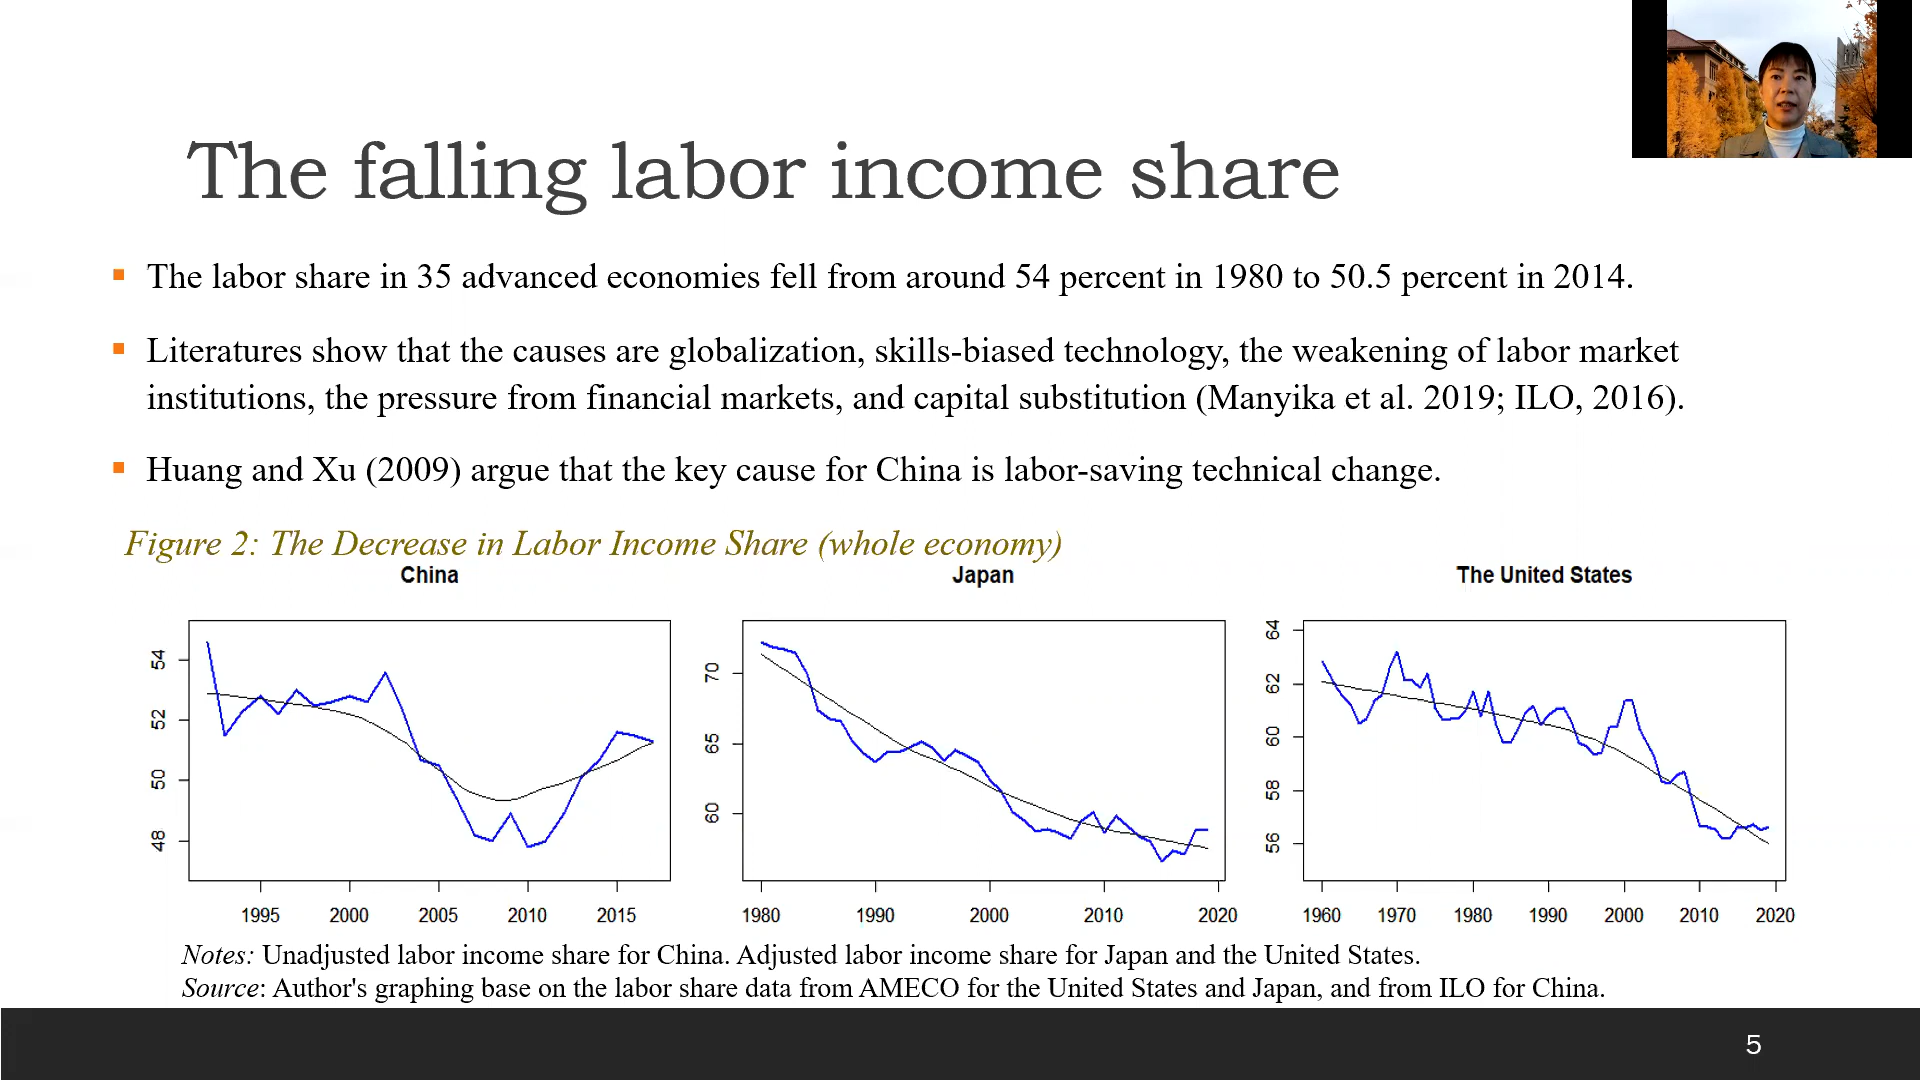 The falling labor income share
▪ The labor share in 35 advanced economies fell from around 54 percent in 1980 to 50.5 percent in 2014.
▪ Literatures show that the causes are globalization, skills-biased technology, the weakening of labor market
institutions, the pressure from financial markets, and capital substitution (Manyika et al. 2019; ILO, 2016).
▪ Huang and Xu (2009) argue that the key cause for China is labor-saving technical change.
Figure 2: The Decrease in Labor Income Share (whole economy)
China
54
52
50
48
1995 2000 2005 2010 2015
Japan
70
65
60
1980 1990 2000 2010 2020
The United States
64
62
60
58
56
1960 1970 1980 1990 2000 2010 2020
Notes: Unadjusted labor income share for China. Adjusted labor income share for Japan and the United States.
Source: Author's graphing base on the labor share data from AMECO for the United States and Japan, and from ILO for China.
5